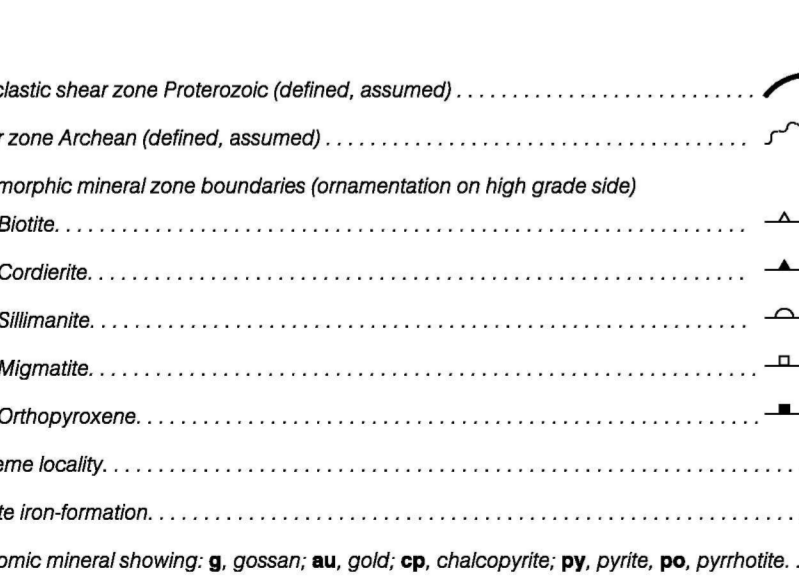 clastic shear zone Proterozoic (defined, assumed) . . . . . . . . . . . . . . . . . . . . . . . . . . .
r zone Archean (defined, assumed) . . . . . . . . . . . . . . . . . . . . . . . . . . . . . . . . . . . . . .
morphic mineral zone boundaries (ornamentation on high grade side)
Biotite. . . . . . . . . . . . . . . . . . . . . . . . . . . . . . . . . . . . . . . . . . . . . . . . . . . . . . . . . . . . . . .
Cordierite. . . . . . . . . . . . . . . . . . . . . . . . . . . . . . . . . . . . . . . . . . . . . . . . . . . . . . . . . . . .
Sillimanite. . . . . . . . . . . . . . . . . . . . . . . . . . . . . . . . . . . . . . . . . . . . . . . . . . . . . . . . . . . .
Migmatite. . . . . . . . . . . . . . . . . . . . . . . . . . . . . . . . . . . . . . . . . . . . . . . . . . . . . . . . . . . . .
Orthopyroxene. . . . . . . . . . . . . . . . . . . . . . . . . . . . . . . . . . . . . . . . . . . . . . . . . . . . . . . . .
eme locality. . . . . . . . . . . . . . . . . . . . . . . . . . . . . . . . . . . . . . . . . . . . . . . . . . . . . . . . . . . . . . .
te iron-formation. . . . . . . . . . . . . . . . . . . . . . . . . . . . . . . . . . . . . . . . . . . . . . . . . . . . . . . . . . .
omic mineral showing: g, gossan; au, gold; cp, chalcopyrite; py, pyrite, po, pyrrhotite. . .